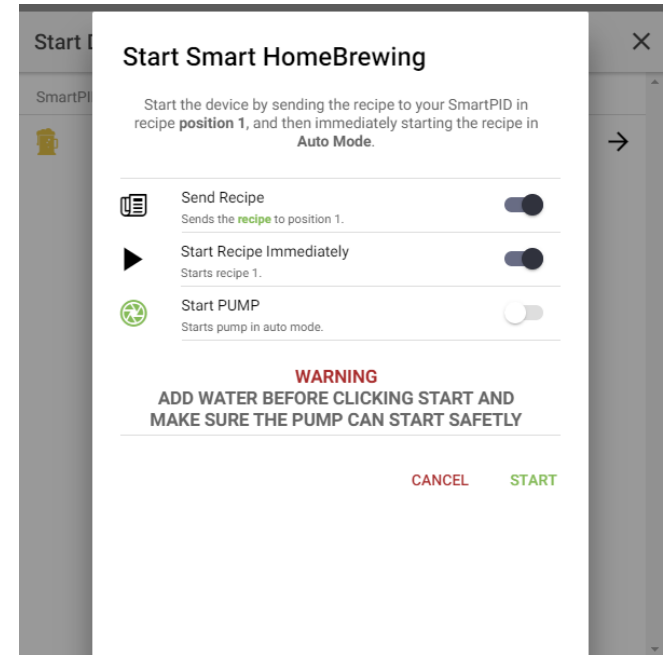 Start
Start Smart HomeBrewing
SmartPI
Start the device by sending the recipe to your SmartPID in
recipe position 1, and then immediately starting the recipe in
Auto Mode.
Send Recipe
Sends the recipe to position 1.
Start Recipe Immediately
Starts recipe 1.
Start PUMP
Starts pump in auto mode.
WARNING
ADD WATER BEFORE CLICKING START AND
MAKE SURE THE PUMP CAN START SAFETLY
CANCEL START